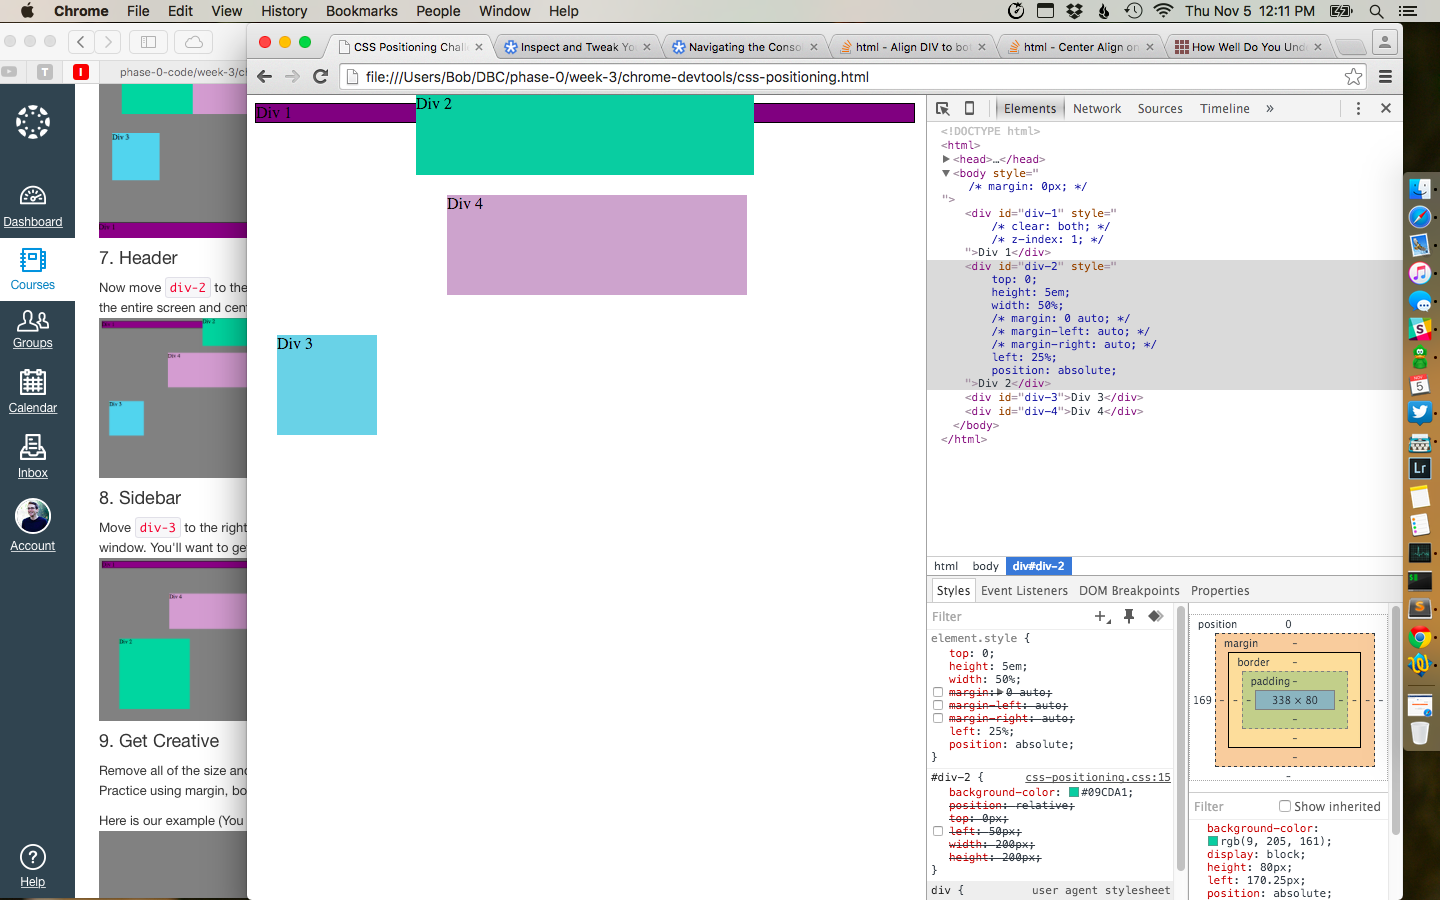 Chrome File Edit View History Bookmarks People Window Help Thu Nov 5 12:11 PM
phase-0-code/week-3/ch
CSS Positioning Chall
Inspect and Tweak Yo
Navigating the Conso
html - Align DIV to bot
html - Center Align on
How Well Do You Und
file:///Users/Bob/DBC/phase-0/week-3/chrome-devtools/css-positioning.html
Dashboard
Courses
Groups
Calendar
Inbox
Account
Help
Div 3
Div 1
7. Header
Now move div-2 to the
the entire screen and cent
Div 1
Div 2
Div 4
Div 3
8. Sidebar
Move div-3 to the right
window. You'll want to ge
Div 1
Div 4
Div 2
9. Get Creative
Remove all of the size and
Practice using margin, bo
Here is our example (You
Div 1
Div 2
Div 4
Div 3
Elements Network Sources Timeline »
<!DOCTYPE html>
<html>
<head>…</head>
<body style="
/* margin: 0px; */
">
<div id="div-1" style="
/* clear: both; */
/* z-index: 1; */
">Div 1</div>
<div id="div-2" style="
top: 0;
height: 5em;
width: 50%;
/* margin: 0 auto; */
/* margin-left: auto; */
/* margin-right: auto; */
left: 25%;
position: absolute;
">Div 2</div>
<div id="div-3">Div 3</div>
<div id="div-4">Div 4</div>
</body>
</html>
html body div#div-2
Styles Event Listeners DOM Breakpoints Properties
Filter
element.style {
top: 0;
height: 5em;
width: 50%;
margin: 0 auto;
margin-left: auto;
margin-right: auto;
left: 25%;
position: absolute;
}
#div-2 { css-positioning.css:15
background-color: #09CDA1;
position: relative;
top: 0px;
left: 50px;
width: 200px;
height: 200px;
}
div { user agent stylesheet
position 0
margin -
border -
padding -
169 - - - 338 × 80 - - - -
-
-
-
-
Filter Show inherited
background-color:
rgb(9, 205, 161);
display: block;
height: 80px;
left: 170.25px;
position: absolute;